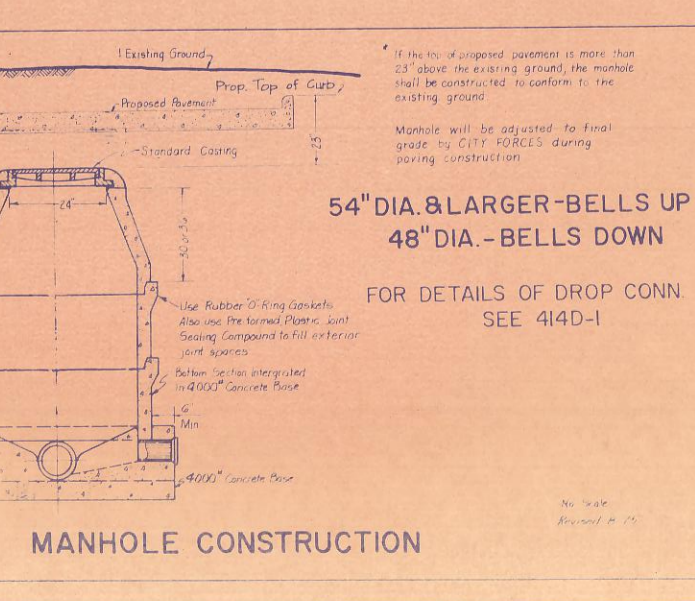 Existing Ground
Prop. Top of Curb
Proposed Pavement
Standard Casting
24"
23"
30 or 36
Use Rubber "O" Ring Gaskets
Also use Pre formed Plastic Joint
Sealing Compound to fill exterior
joint spaces
Bottom Section Intergrated
in 4000# Concrete Base
6"
Min
4000# Concrete Base
* If the top of proposed pavement is more than
23" above the existing ground, the manhole
shall be constructed to conform to the
existing ground
Manhole will be adjusted to final
grade by CITY FORCES during
paving construction
54" DIA. & LARGER - BELLS UP
48" DIA. - BELLS DOWN
FOR DETAILS OF DROP CONN.
SEE 414D-1
No Scale
Revised
MANHOLE CONSTRUCTION